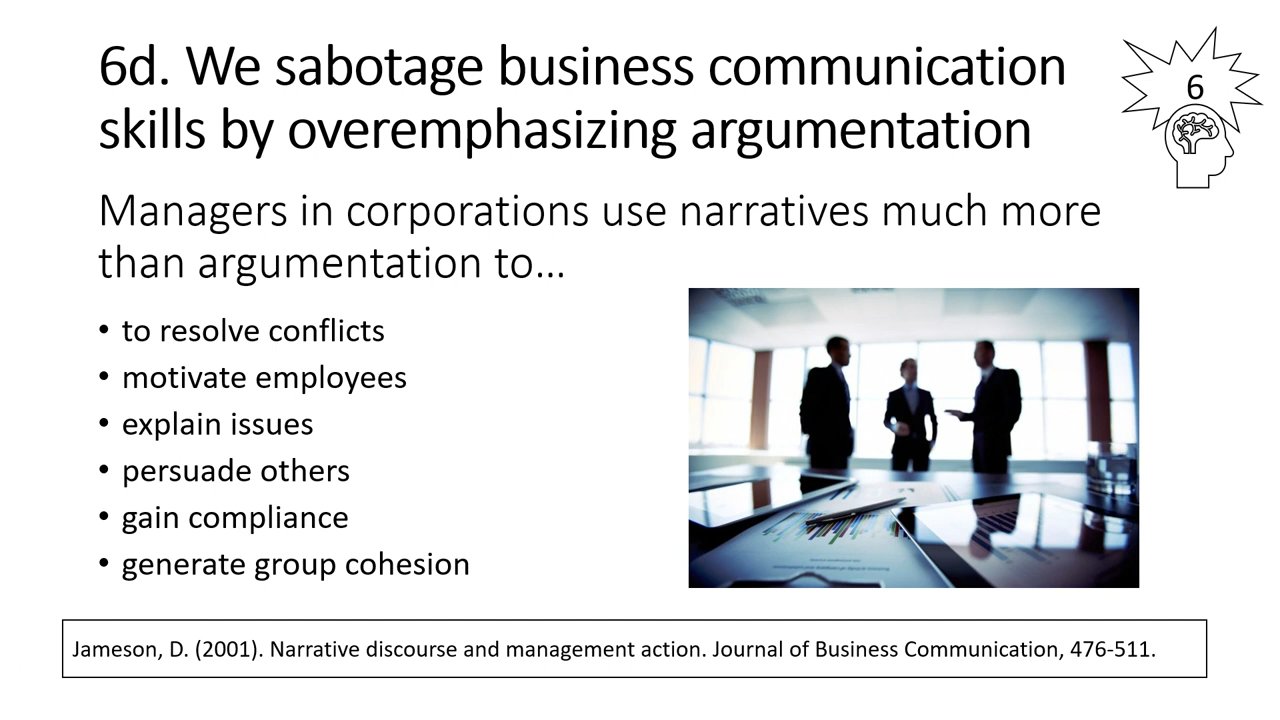 6d. We sabotage business communication
skills by overemphasizing argumentation
6
Managers in corporations use narratives much more
than argumentation to…
• to resolve conflicts
• motivate employees
• explain issues
• persuade others
• gain compliance
• generate group cohesion
Jameson, D. (2001). Narrative discourse and management action. Journal of Business Communication, 476-511.